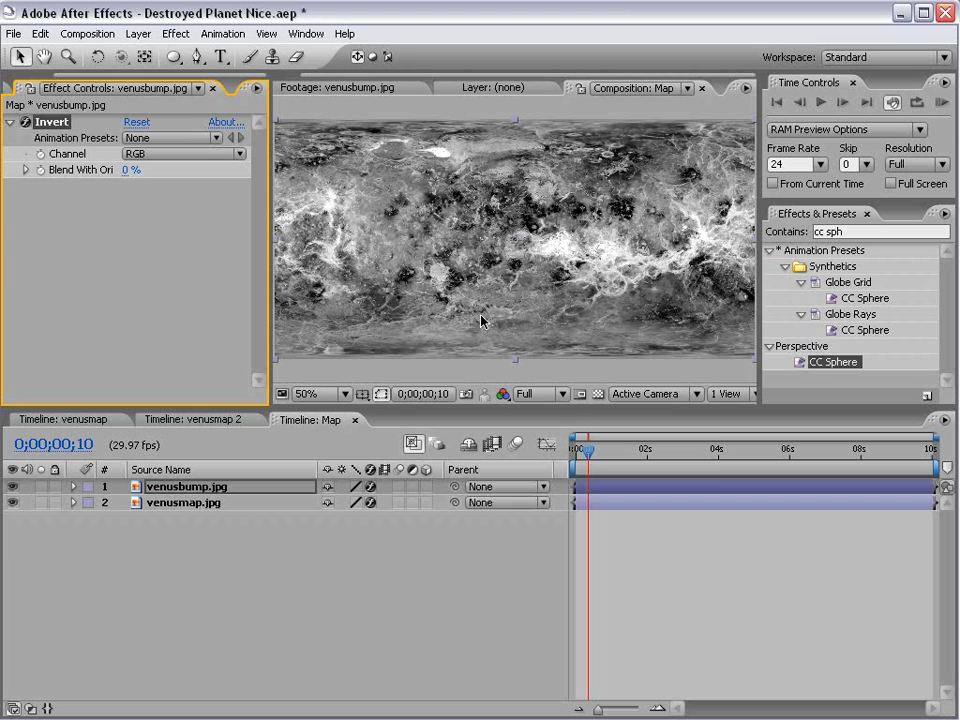 Adobe After Effects - Destroyed Planet Nice.aep *
File Edit Composition Layer Effect Animation View Window Help
Workspace: Standard
Effect Controls: venusbump.jpg
Footage: venusbump.jpg
Layer: (none)
Composition: Map
Time Controls
Map * venusbump.jpg
Invert Reset About...
Animation Presets: None
Channel RGB
Blend With Ori 0 %
RAM Preview Options
Frame Rate Skip Resolution
24 0 Full
From Current Time Full Screen
Effects & Presets
Contains: cc sph
* Animation Presets
Synthetics
Globe Grid
CC Sphere
Globe Rays
CC Sphere
Perspective
CC Sphere
50% 0;00;00;10 Full Active Camera 1 View
Timeline: venusmap Timeline: venusmap 2 Timeline: Map
0;00;00;10 (29.97 fps)
:00 02s 04s 06s 08s 10s
# Source Name Parent
1 venusbump.jpg None
2 venusmap.jpg None